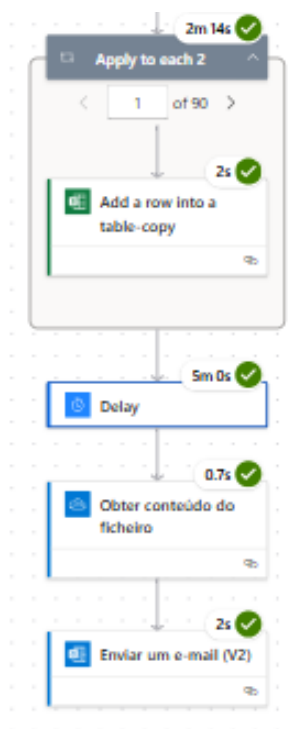 2m 14s
Apply to each 2
1 of 90
2s
Add a row into a
table-copy
5m 0s
Delay
0.7s
Obter conteúdo do
ficheiro
2s
Enviar um e-mail (V2)